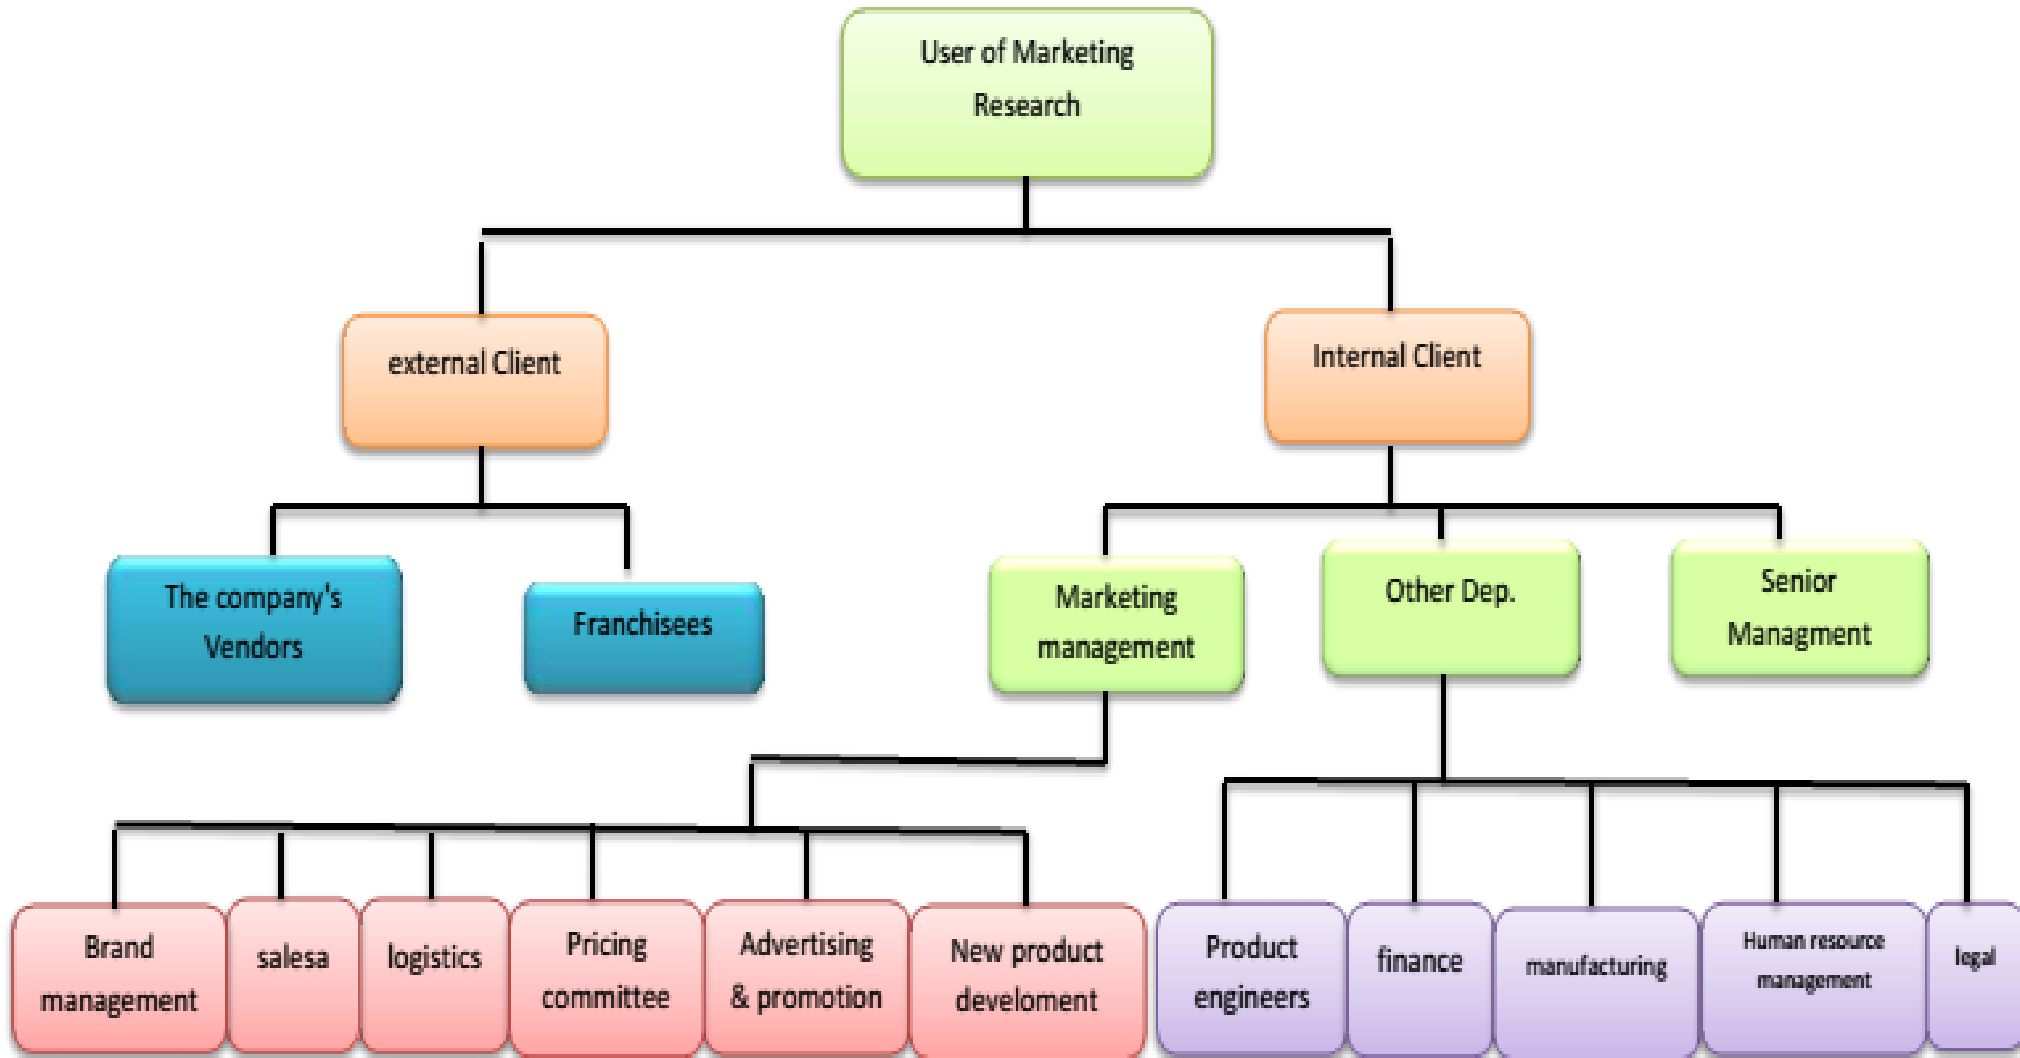 User of Marketing
Research
external Client
Internal Client
The company's
Vendors
Franchisees
Marketing
management
Other Dep.
Senior
Managment
Brand
management
salesa
logistics
Pricing
committee
Advertising
& promotion
New product
develoment
Product
engineers
finance
manufacturing
Human resource
management
legal